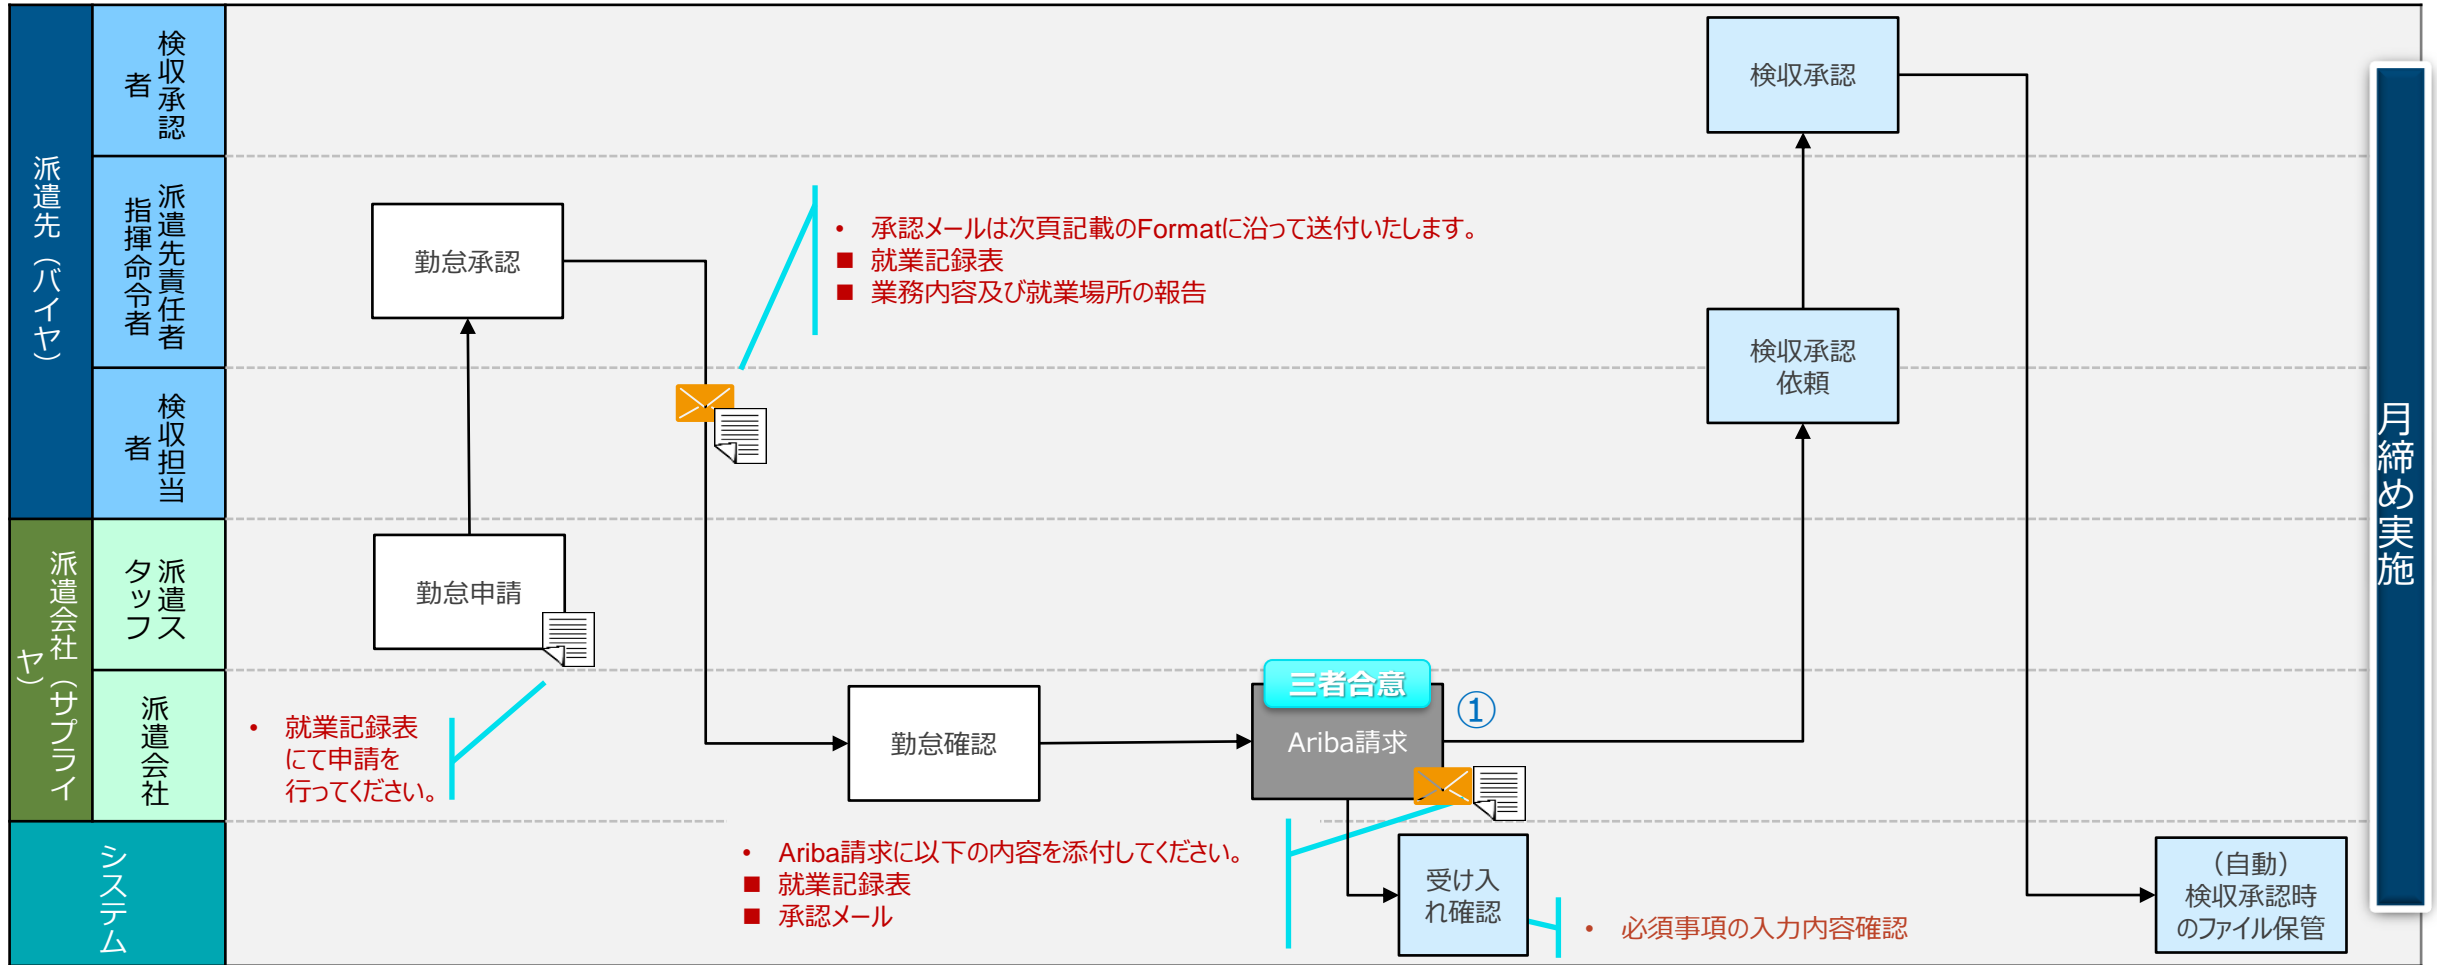 派遣先（バイヤ）
検収承認
者
派遣先責任者
指揮命令者
検収担当
者
派遣会社（サプライ
ヤ）
派遣ス
タッフ
派遣会社
システム
検収承認
勤怠承認
• 承認メールは次頁記載のFormatに沿って送付いたします。
■ 就業記録表
■ 業務内容及び就業場所の報告
検収承認
依頼
勤怠申請
• 就業記録表
にて申請を
行ってください。
勤怠確認
三者合意
Ariba請求
①
• Ariba請求に以下の内容を添付してください。
■ 就業記録表
■ 承認メール
受け入
れ確認
• 必須事項の入力内容確認
（自動）
検収承認時
のファイル保管
月締め実施